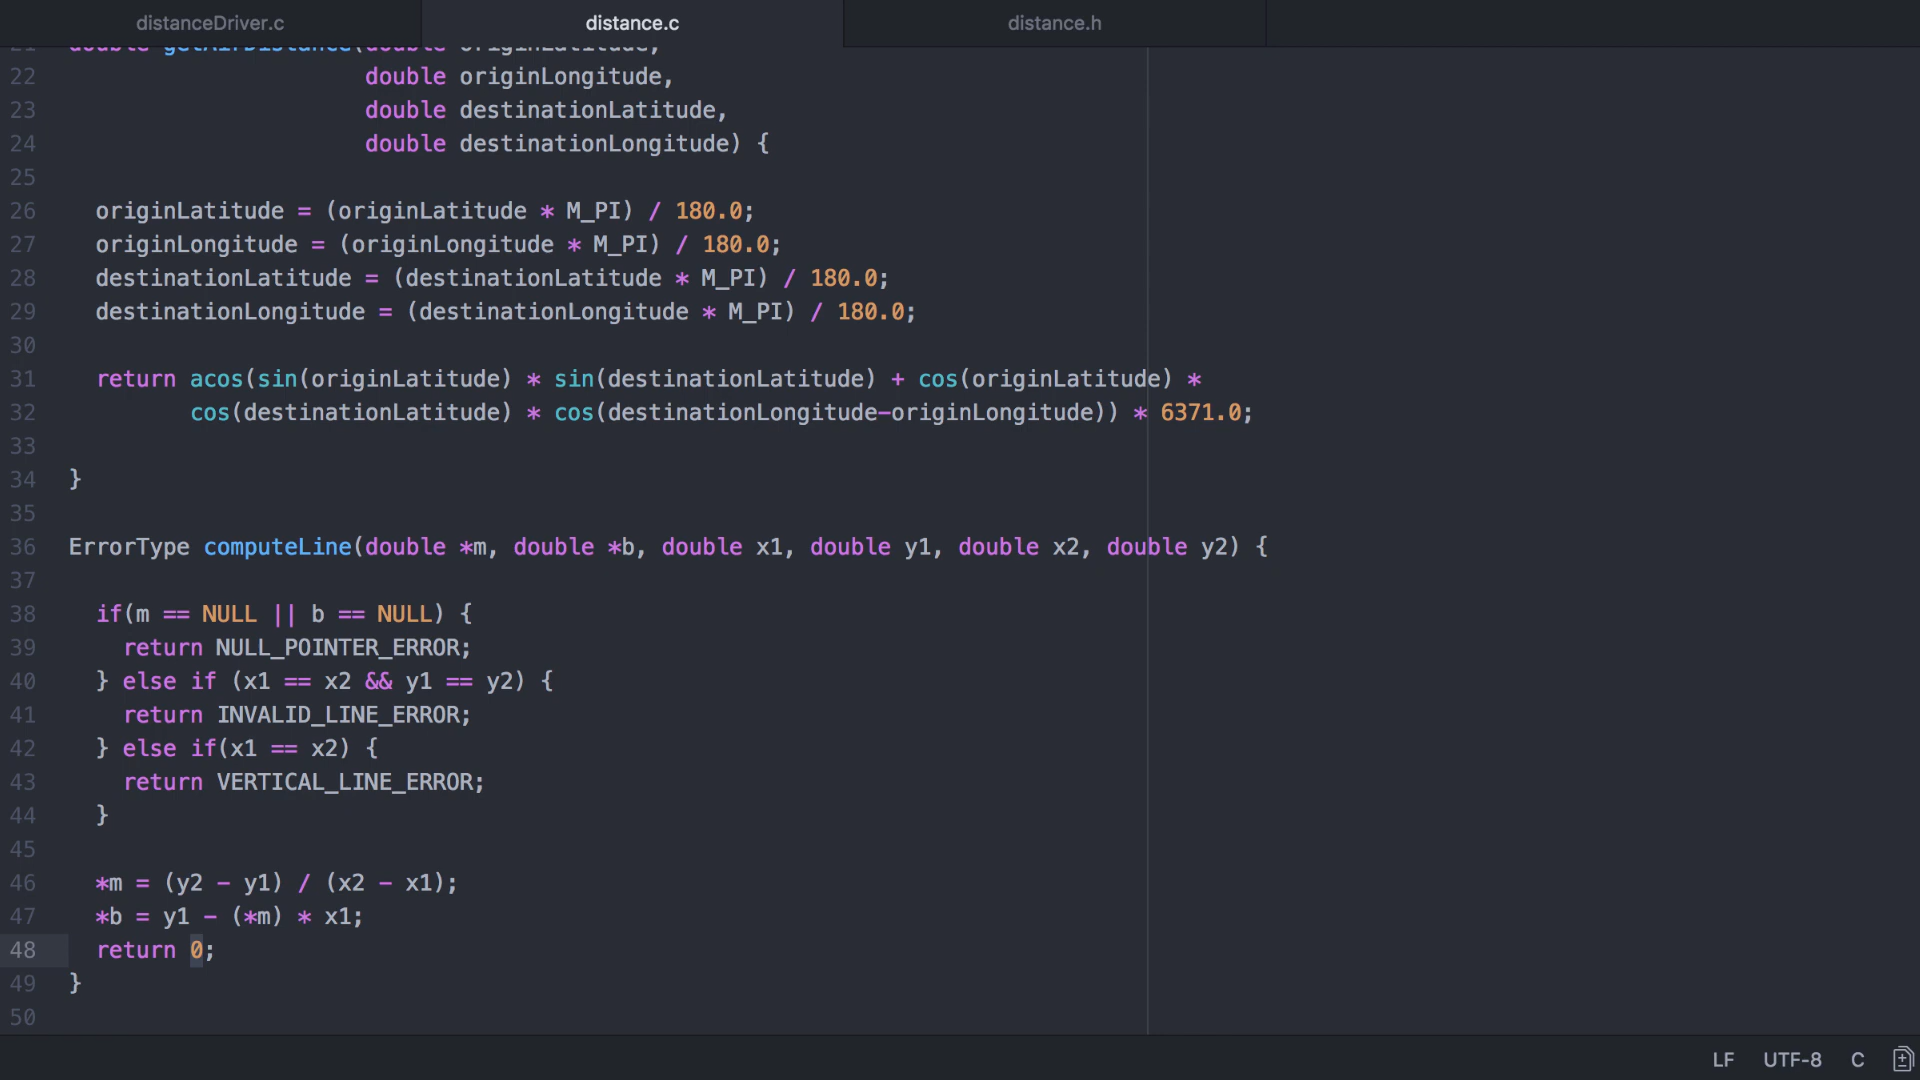 distanceDriver.c
distance.c
distance.h
21 double getAirDistance(double originLatitude,
22 double originLongitude,
23 double destinationLatitude,
24 double destinationLongitude) {
25
26 originLatitude = (originLatitude * M_PI) / 180.0;
27 originLongitude = (originLongitude * M_PI) / 180.0;
28 destinationLatitude = (destinationLatitude * M_PI) / 180.0;
29 destinationLongitude = (destinationLongitude * M_PI) / 180.0;
30
31 return acos(sin(originLatitude) * sin(destinationLatitude) + cos(originLatitude) *
32 cos(destinationLatitude) * cos(destinationLongitude-originLongitude)) * 6371.0;
33
34 }
35
36 ErrorType computeLine(double *m, double *b, double x1, double y1, double x2, double y2) {
37
38 if(m == NULL || b == NULL) {
39 return NULL_POINTER_ERROR;
40 } else if (x1 == x2 && y1 == y2) {
41 return INVALID_LINE_ERROR;
42 } else if(x1 == x2) {
43 return VERTICAL_LINE_ERROR;
44 }
45
46 *m = (y2 - y1) / (x2 - x1);
47 *b = y1 - (*m) * x1;
48 return 0;
49 }
50
LF UTF-8 C